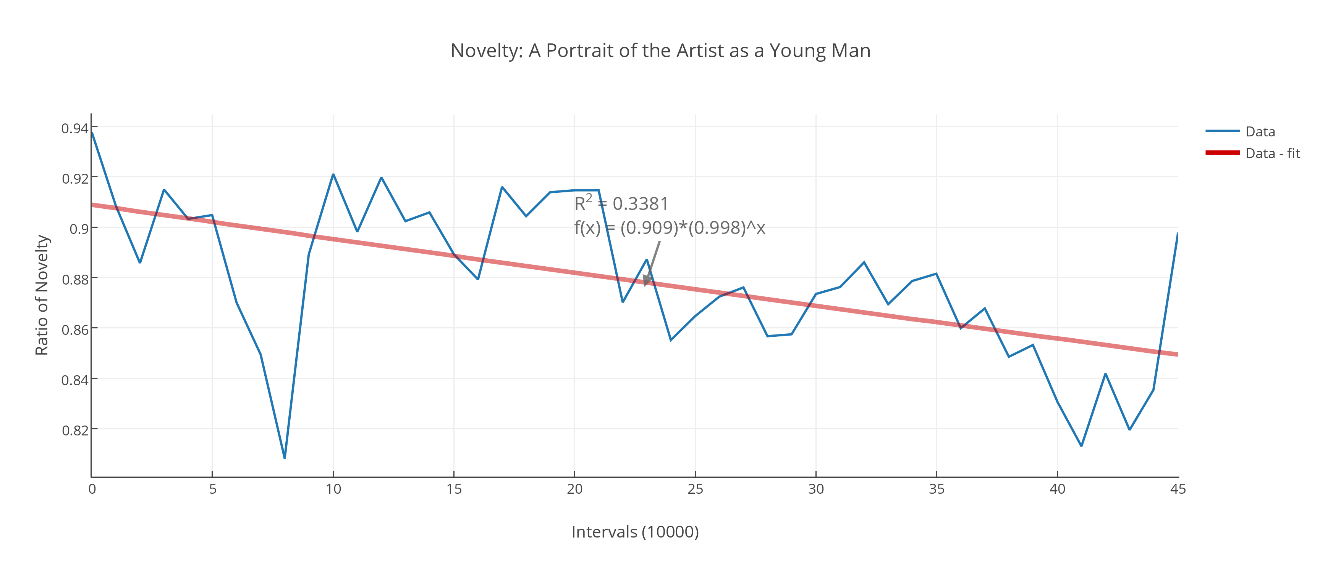 Novelty: A Portrait of the Artist as a Young Man
Data
Data - fit
R² = 0.3381
f(x) = (0.909)*(0.998)^x
Ratio of Novelty
0.94
0.92
0.9
0.88
0.86
0.84
0.82
0 5 10 15 20 25 30 35 40 45
Intervals (10000)